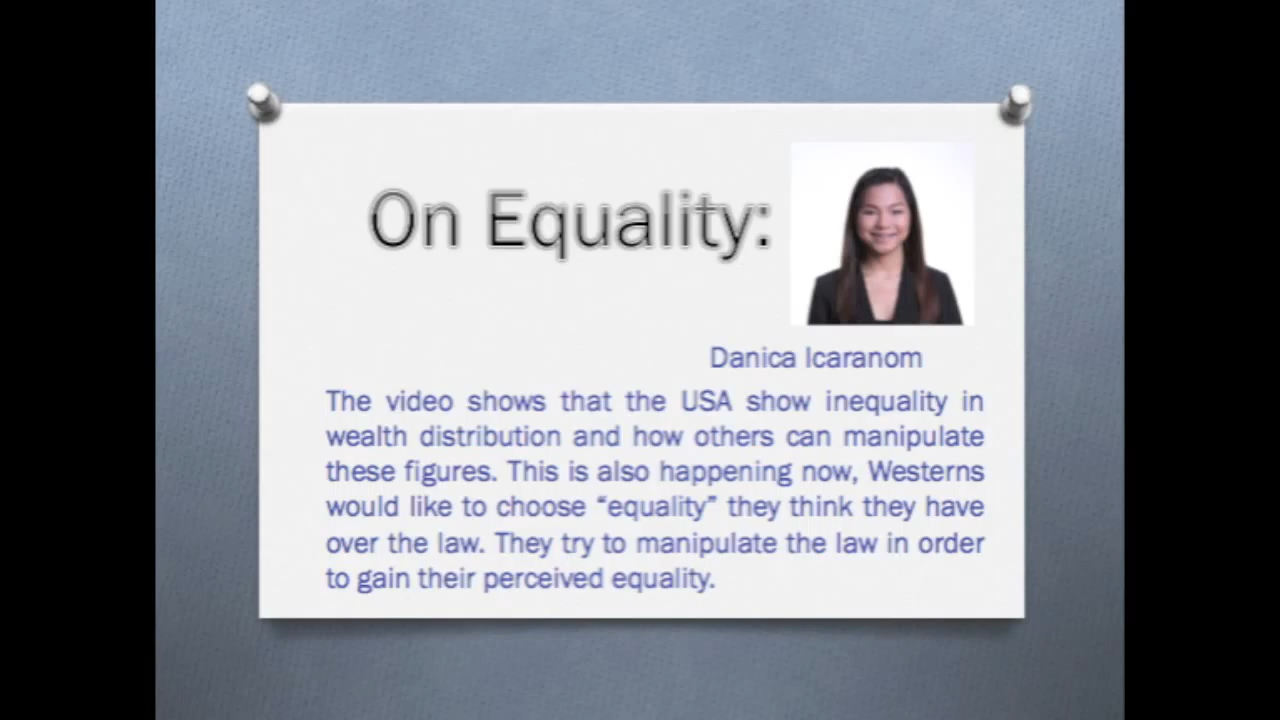 On Equality:
Danica Icaranom
The video shows that the USA show inequality in
wealth distribution and how others can manipulate
these figures. This is also happening now, Westerns
would like to choose “equality” they think they have
over the law. They try to manipulate the law in order
to gain their perceived equality.